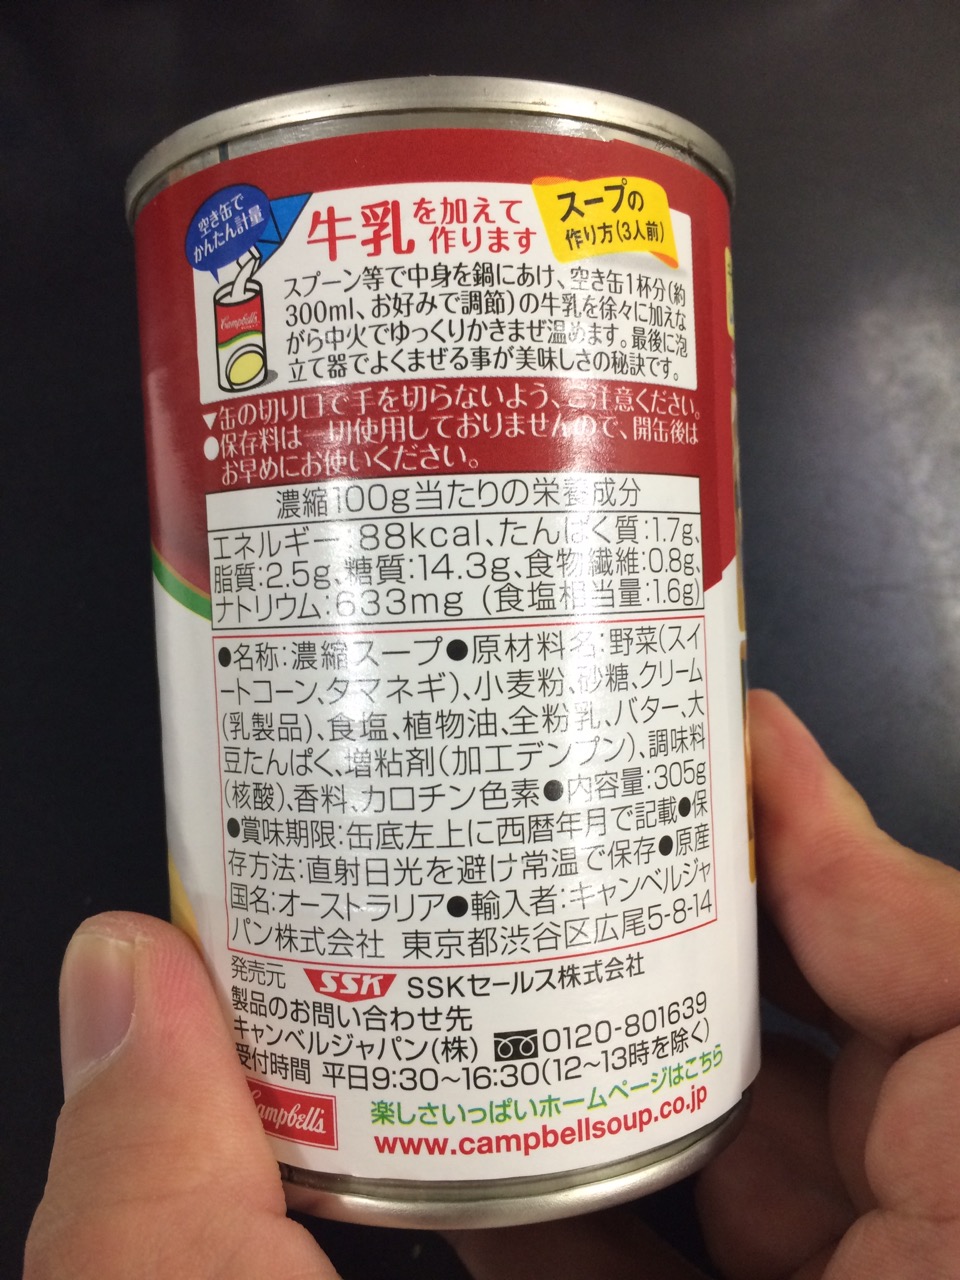 空き缶で
かんたん計量
Campbell's
牛乳を加えて
作ります
スープの
作り方(3人前)
スプーン等で中身を鍋にあけ、空き缶1杯分(約
300ml、お好みで調節)の牛乳を徐々に加えな
がら中火でゆっくりかきまぜ温めます。最後に泡
立て器でよくまぜる事が美味しさの秘訣です。
▼缶の切り口で手を切らないよう、ご注意ください。
●保存料は一切使用しておりませんので、開缶後は
お早めにお使いください。
濃縮100g当たりの栄養成分
エネルギー:88kcal、たんぱく質:1.7g、
脂質:2.5g、糖質:14.3g、食物繊維:0.8g、
ナトリウム:633mg (食塩相当量:1.6g)
●名称:濃縮スープ●原材料名:野菜(スイ
ートコーン、タマネギ)、小麦粉、砂糖、クリーム
(乳製品)、食塩、植物油、全粉乳、バター、大
豆たんぱく、増粘剤(加工デンプン)、調味料
(核酸)、香料、カロチン色素●内容量:305g
●賞味期限:缶底左上に西暦年月で記載●保
存方法:直射日光を避け常温で保存●原産
国名:オーストラリア●輸入者:キャンベルジャ
パン株式会社 東京都渋谷区広尾5-8-14
発売元 SSK SSKセールス株式会社
製品のお問い合わせ先
キャンベルジャパン(株) 0120-801639
受付時間 平日9:30～16:30(12～13時を除く)
Campbell's
楽しさいっぱいホームページはこちら
www.campbellsoup.co.jp